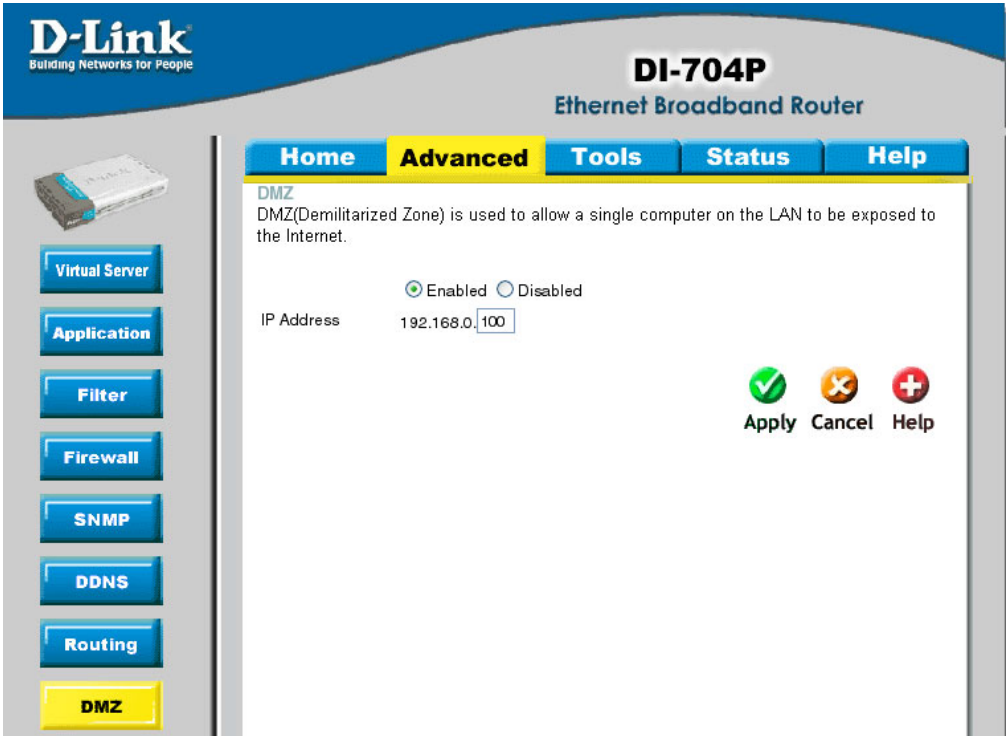 D-Link
Building Networks for People
DI-704P
Ethernet Broadband Router
Home
Advanced
Tools
Status
Help
Virtual Server
Application
Filter
Firewall
SNMP
DDNS
Routing
DMZ
DMZ
DMZ(Demilitarized Zone) is used to allow a single computer on the LAN to be exposed to
the Internet.
Enabled Disabled
IP Address 192.168.0. 100
Apply Cancel Help